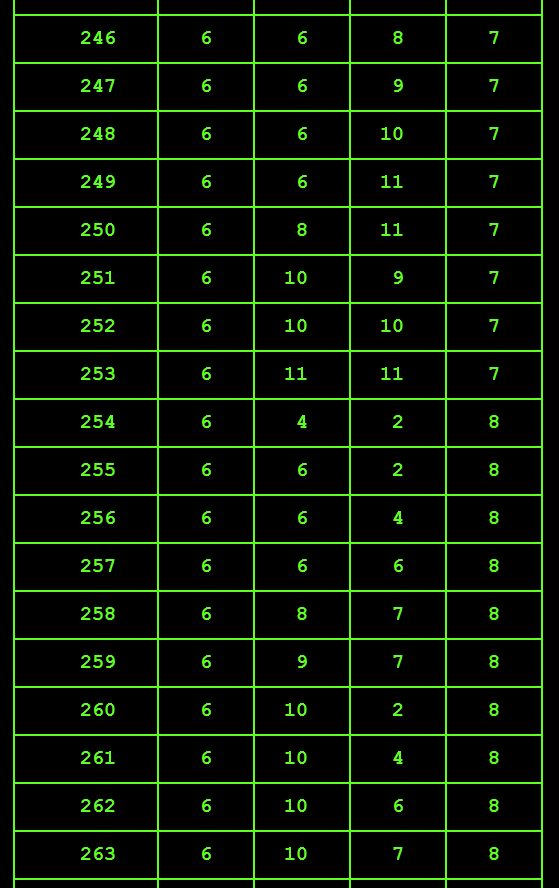 246 6 6 8 7
247 6 6 9 7
248 6 6 10 7
249 6 6 11 7
250 6 8 11 7
251 6 10 9 7
252 6 10 10 7
253 6 11 11 7
254 6 4 2 8
255 6 6 2 8
256 6 6 4 8
257 6 6 6 8
258 6 8 7 8
259 6 9 7 8
260 6 10 2 8
261 6 10 4 8
262 6 10 6 8
263 6 10 7 8